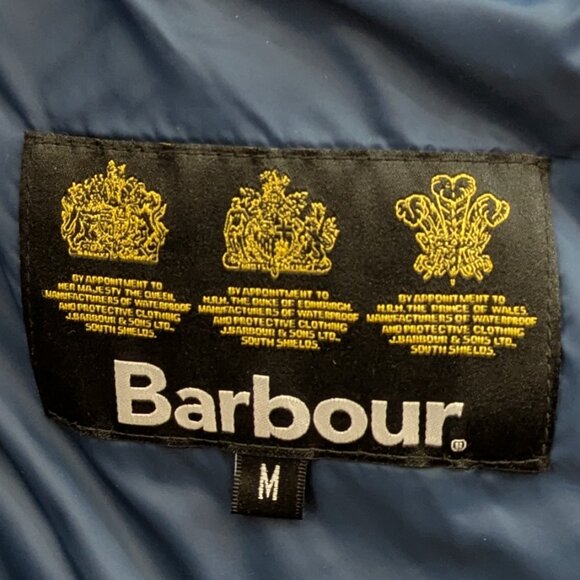 BY APPOINTMENT TO
HER MAJESTY THE QUEEN
MANUFACTURERS OF WATERPROOF
AND PROTECTIVE CLOTHING
J.BARBOUR & SONS LTD.
SOUTH SHIELDS.
BY APPOINTMENT TO
H.R.H. THE DUKE OF EDINBURGH
MANUFACTURERS OF WATERPROOF
AND PROTECTIVE CLOTHING
J.BARBOUR & SONS LTD.
SOUTH SHIELDS.
BY APPOINTMENT TO
H.R.H. THE PRINCE OF WALES
MANUFACTURERS OF WATERPROOF
AND PROTECTIVE CLOTHING
J.BARBOUR & SONS LTD.
SOUTH SHIELDS.
Barbour®
M